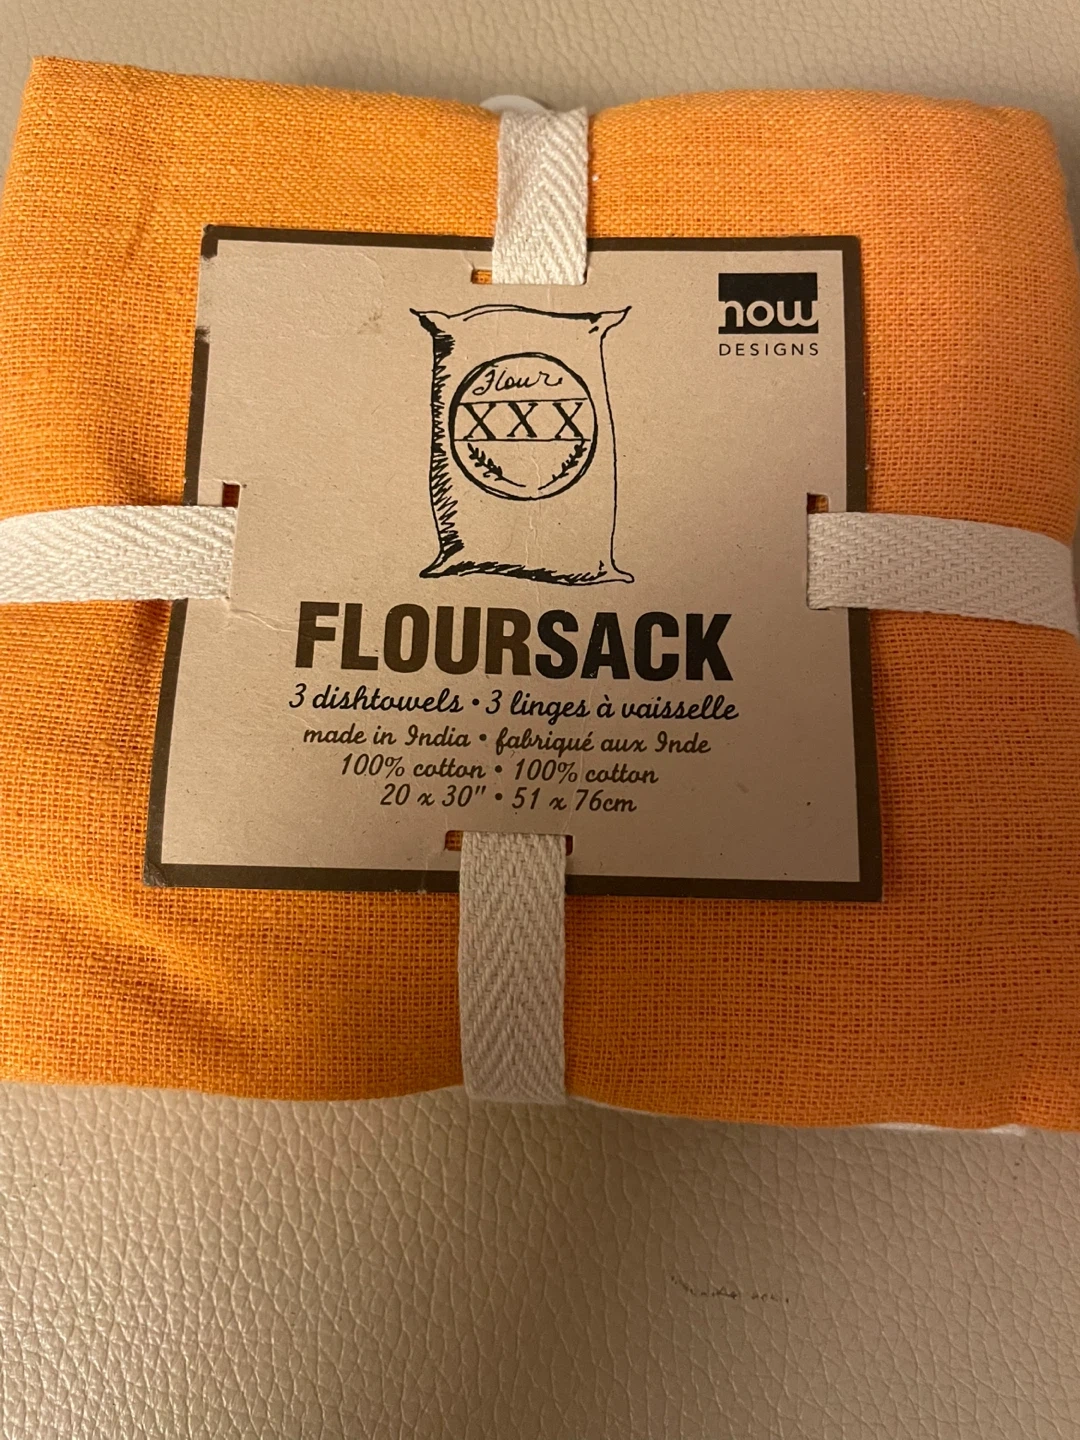 now
DESIGNS
Flour
XXX
FLOURSACK
3 dishtowels • 3 linges à vaisselle
made in India • fabriqué aux Inde
100% cotton • 100% cotton
20 x 30" • 51 x 76cm